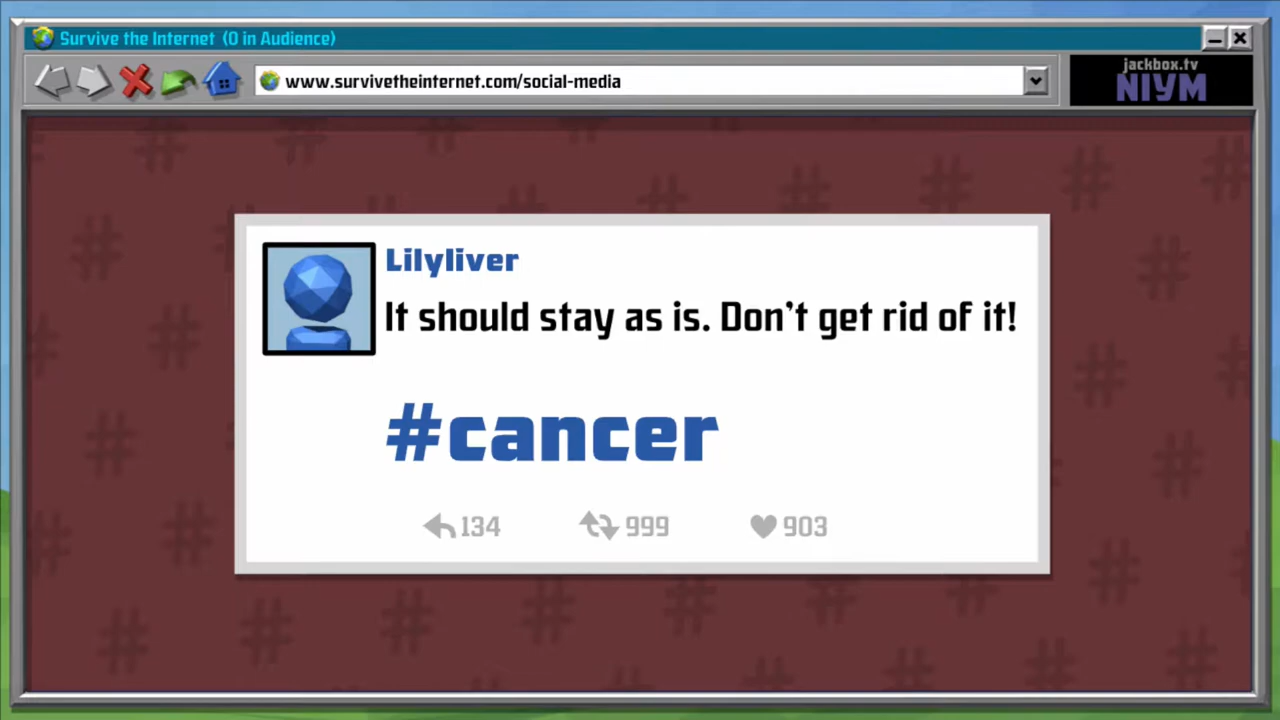 Survive the Internet (0 in Audience)
www.survivetheinternet.com/social-media
jackbox.tv
NIYM
Lilyliver
It should stay as is. Don't get rid of it!
#cancer
134 999 903